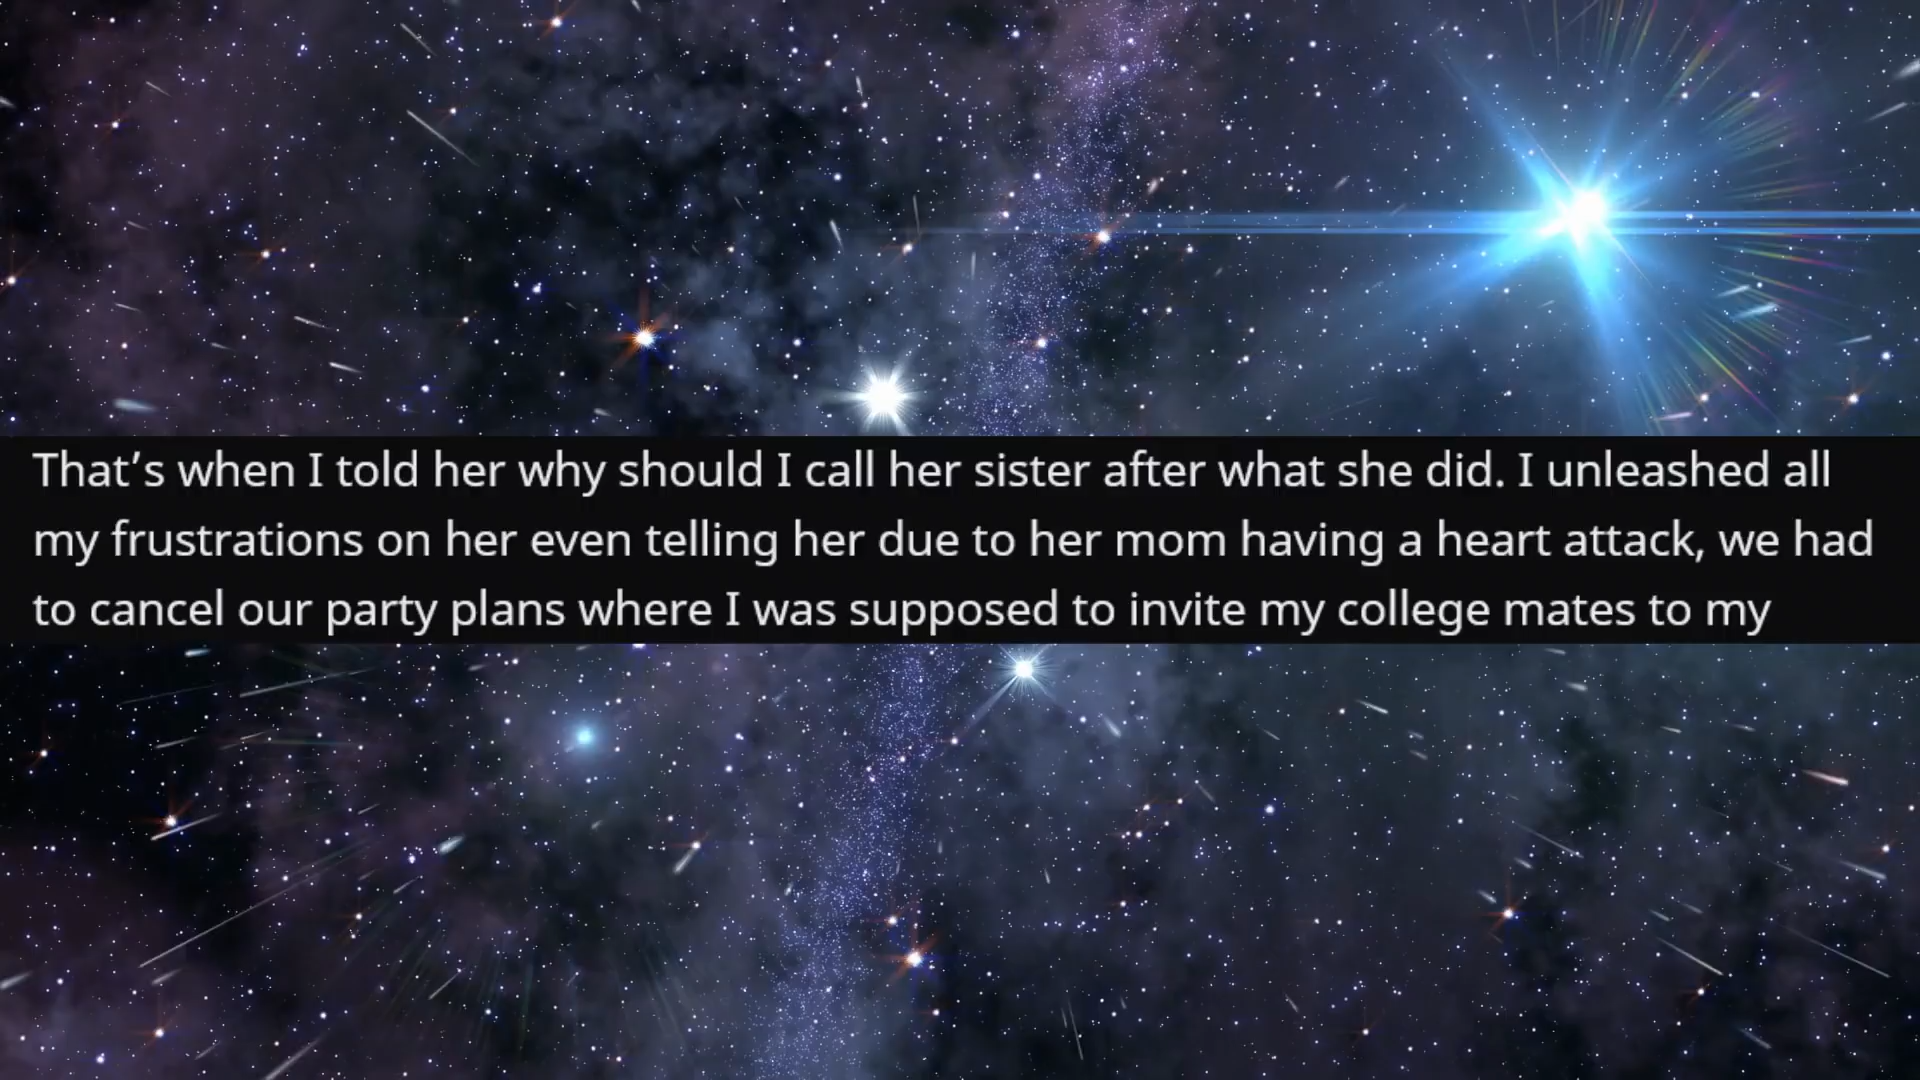 That’s when I told her why should I call her sister after what she did. I unleashed all
my frustrations on her even telling her due to her mom having a heart attack, we had
to cancel our party plans where I was supposed to invite my college mates to my